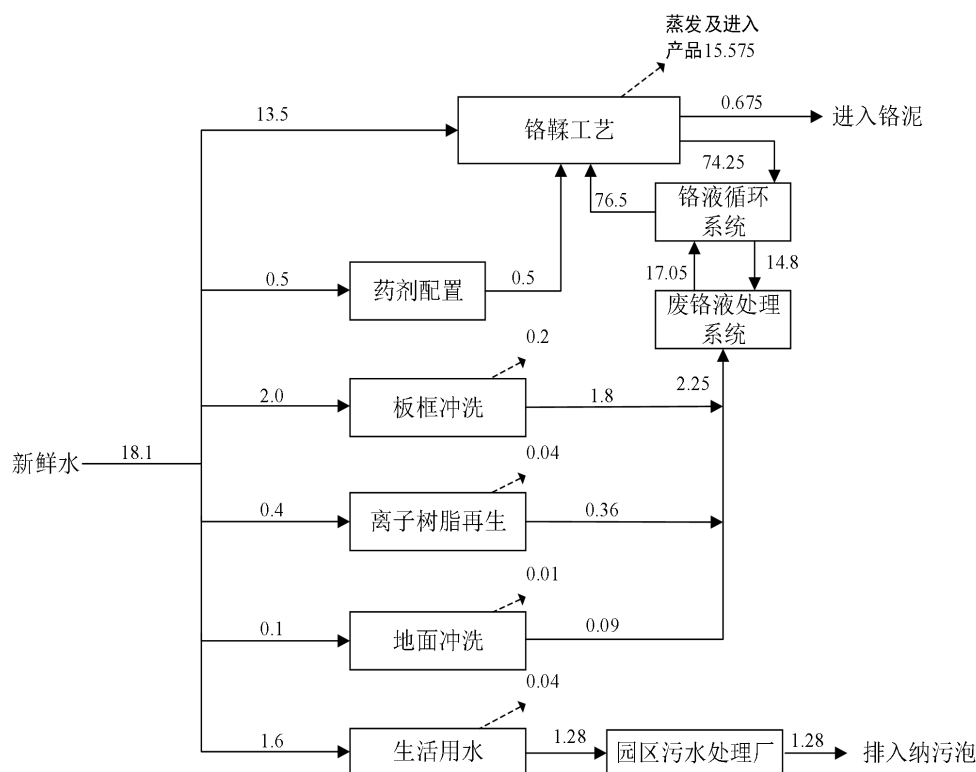 蒸发及进入
产品15.575
13.5
铬鞣工艺
0.675
进入铬泥
74.25
76.5
铬液循环
系统
17.05
14.8
0.5
药剂配置
0.5
废铬液处理
系统
0.2
2.0
板框冲洗
1.8
2.25
新鲜水
18.1
0.04
0.4
离子树脂再生
0.36
0.01
0.1
地面冲洗
0.09
0.04
1.6
生活用水
1.28
园区污水处理厂
1.28
排入纳污泡